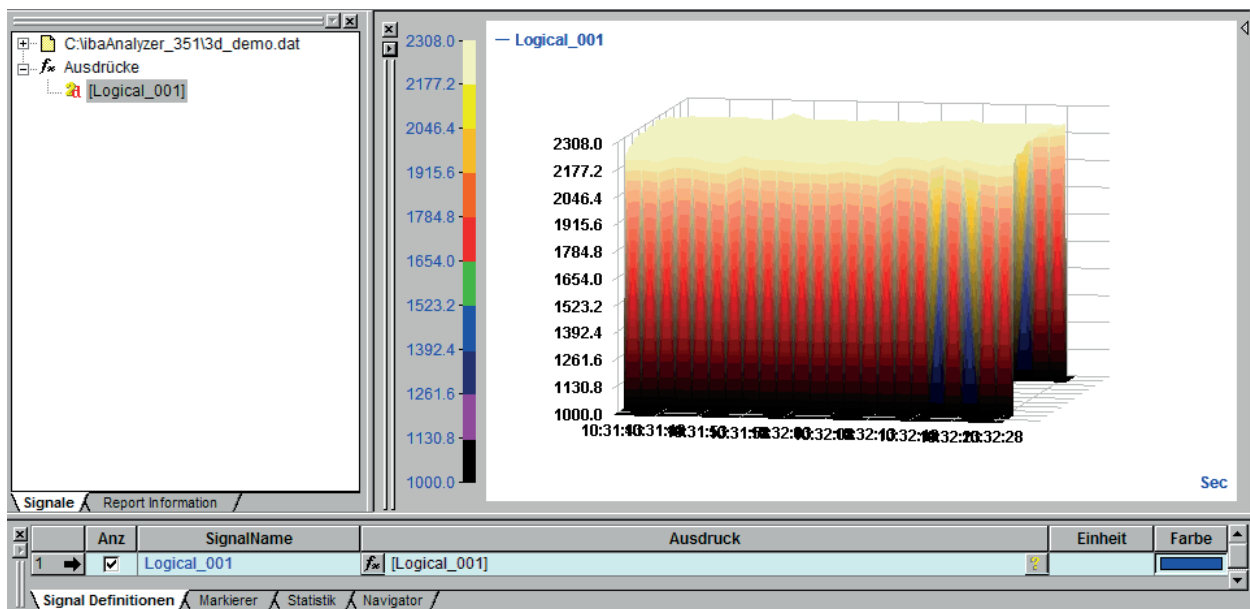 C:\ibaAnalyzer_351\3d_demo.dat
Ausdrücke
[Logical_001]
Signale
Report Information
2308.0
2177.2
2046.4
1915.6
1784.8
1654.0
1523.2
1392.4
1261.6
1130.8
1000.0
Logical_001
2308.0
2177.2
2046.4
1915.6
1784.8
1654.0
1523.2
1392.4
1261.6
1130.8
1000.0
Sec
Anz SignalName Ausdruck Einheit Farbe
1 Logical_001 fx [Logical_001] ?
Signal Definitionen Markierer Statistik Navigator